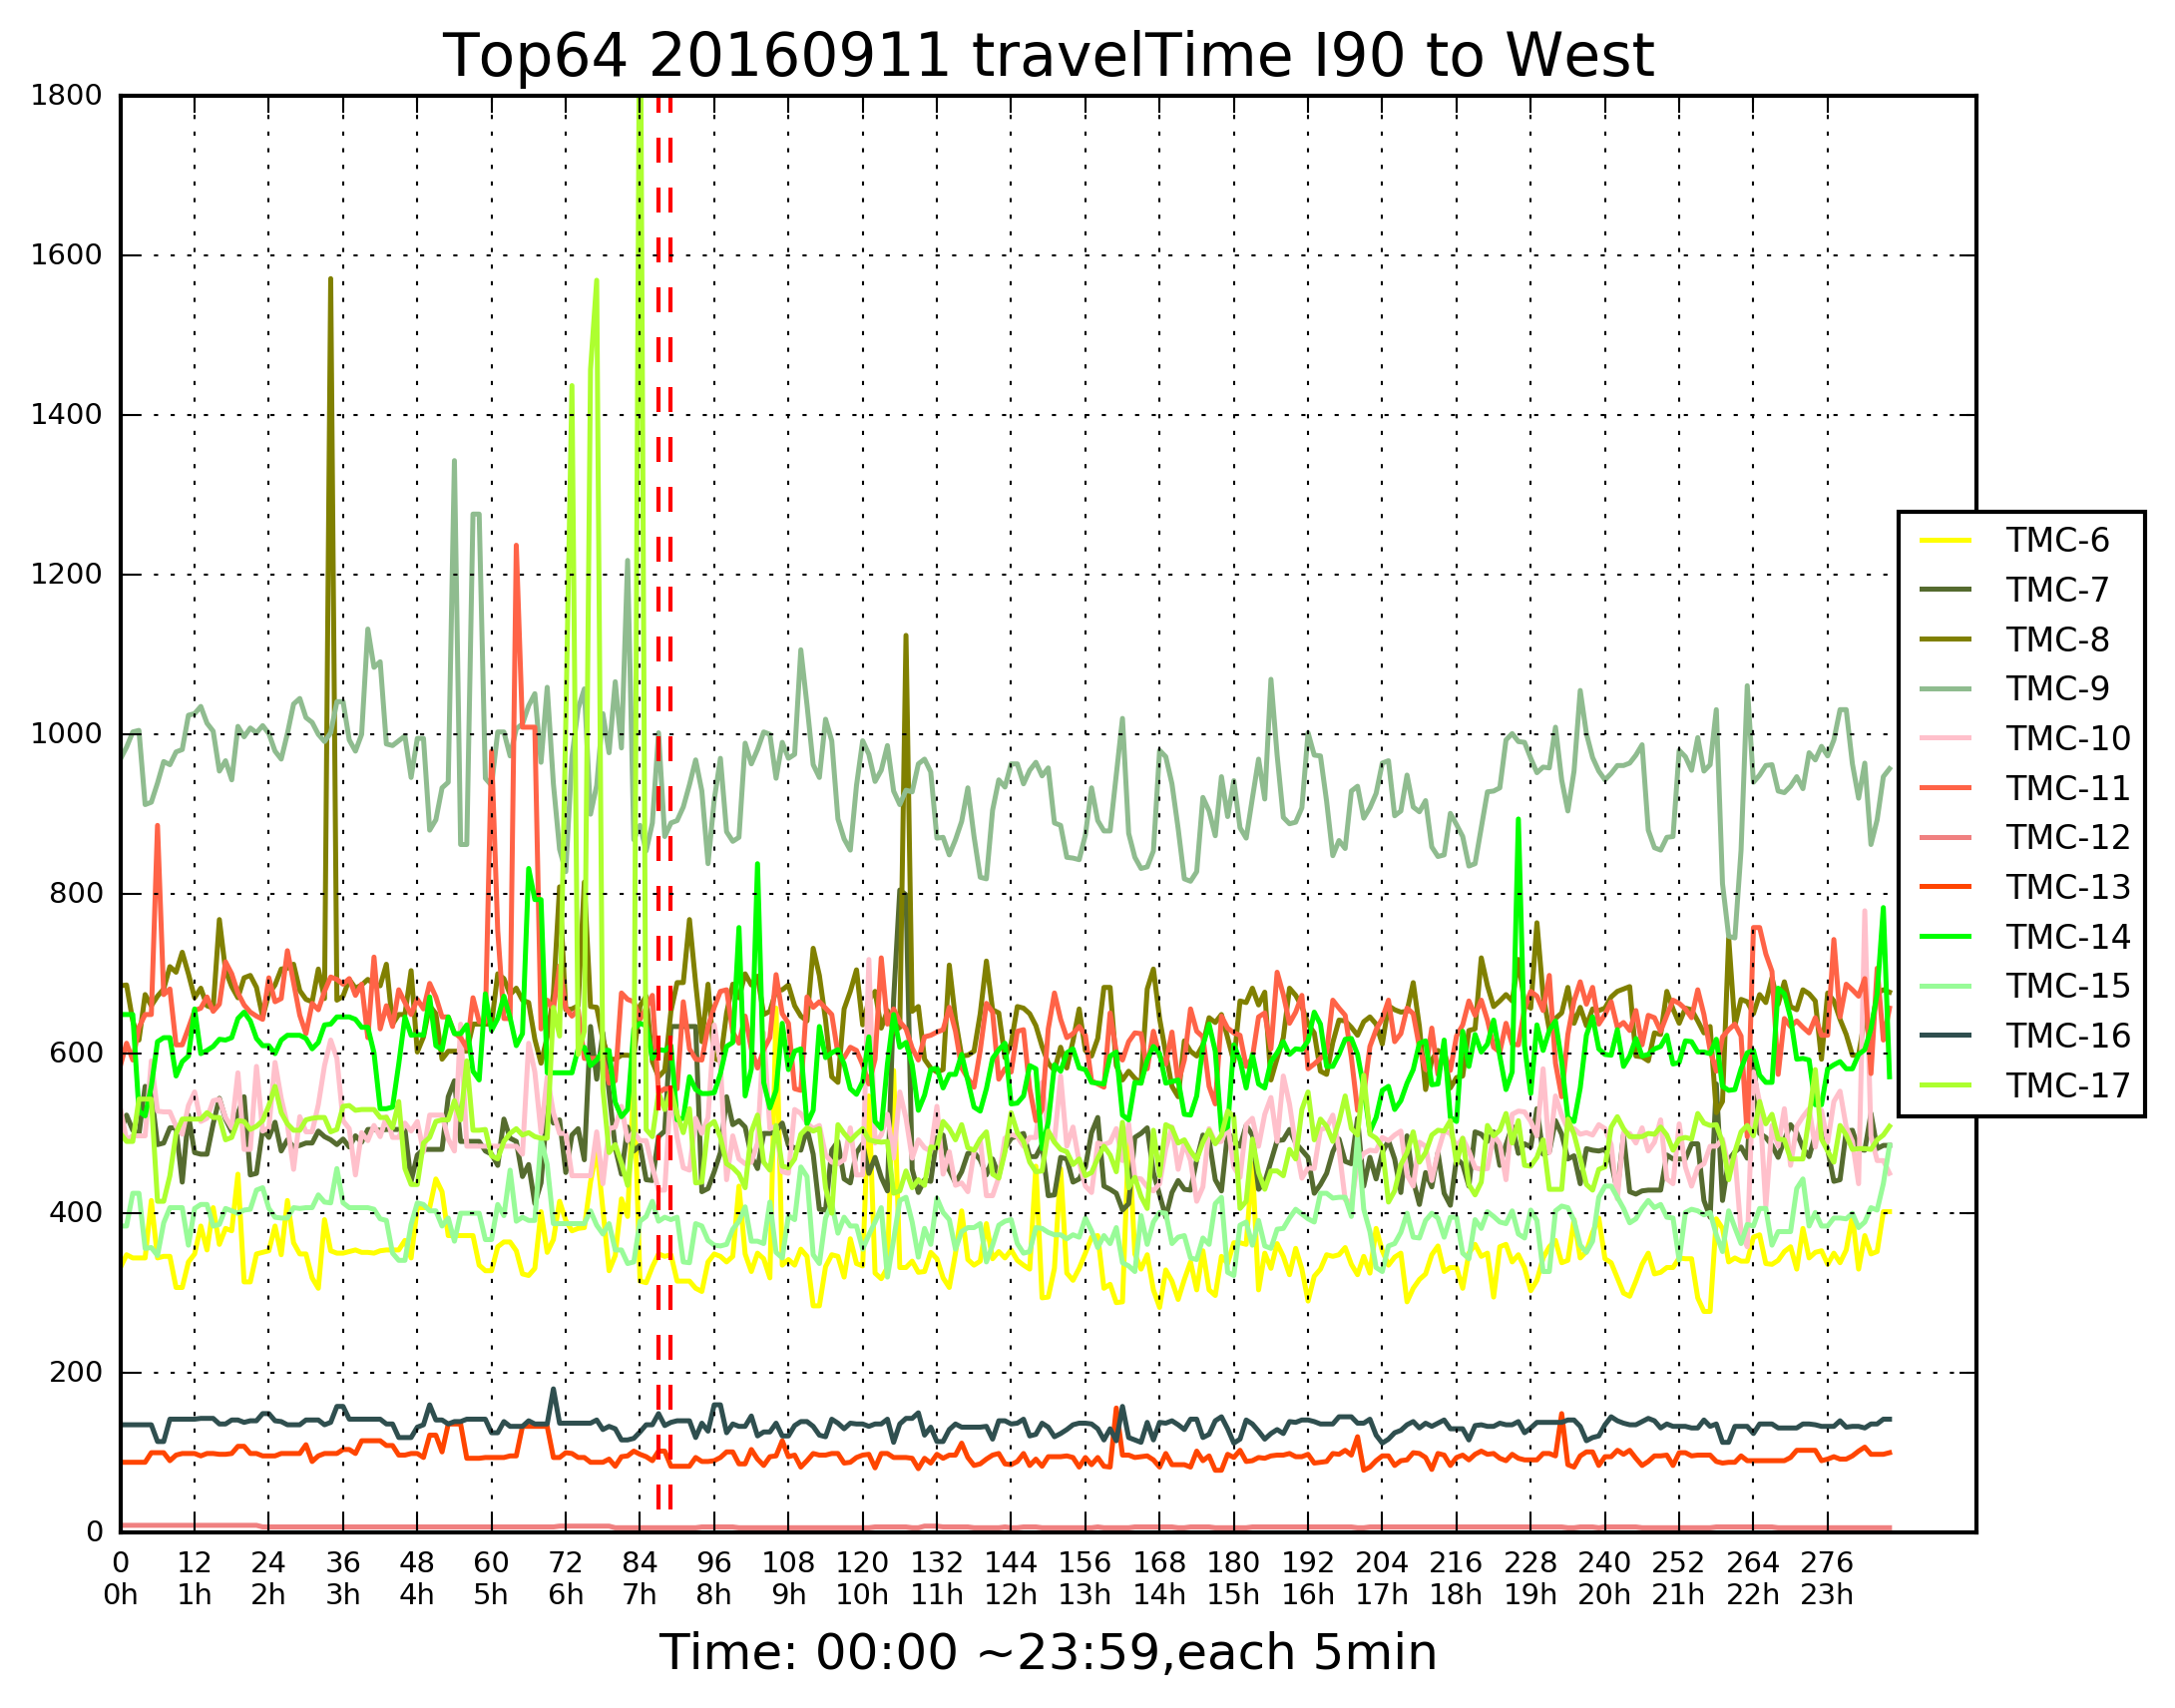 Top64 20160911 travelTime I90 to West
1800
1600
1400
1200
1000
800
600
400
200
0
TMC-6
TMC-7
TMC-8
TMC-9
TMC-10
TMC-11
TMC-12
TMC-13
TMC-14
TMC-15
TMC-16
TMC-17
0 12 24 36 48 60 72 84 96 108 120 132 144 156 168 180 192 204 216 228 240 252 264 276
0h 1h 2h 3h 4h 5h 6h 7h 8h 9h 10h 11h 12h 13h 14h 15h 16h 17h 18h 19h 20h 21h 22h 23h
Time: 00:00 ~23:59,each 5min